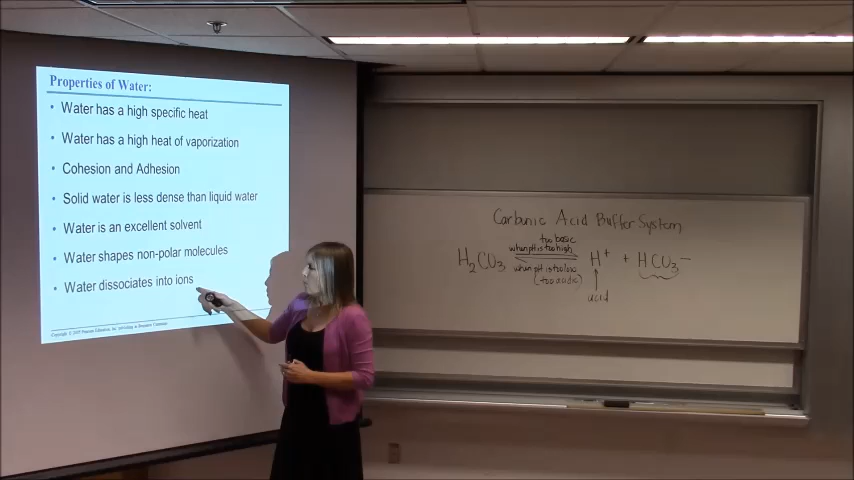 Properties of Water:
• Water has a high specific heat
• Water has a high heat of vaporization
• Cohesion and Adhesion
• Solid water is less dense than liquid water
• Water is an excellent solvent
• Water shapes non-polar molecules
• Water dissociates into ions
Carbonic Acid Buffer System
too basic
when pH is too high
H2CO3 H+ + HCO3−
when pH is too low
(too acidic)
acid